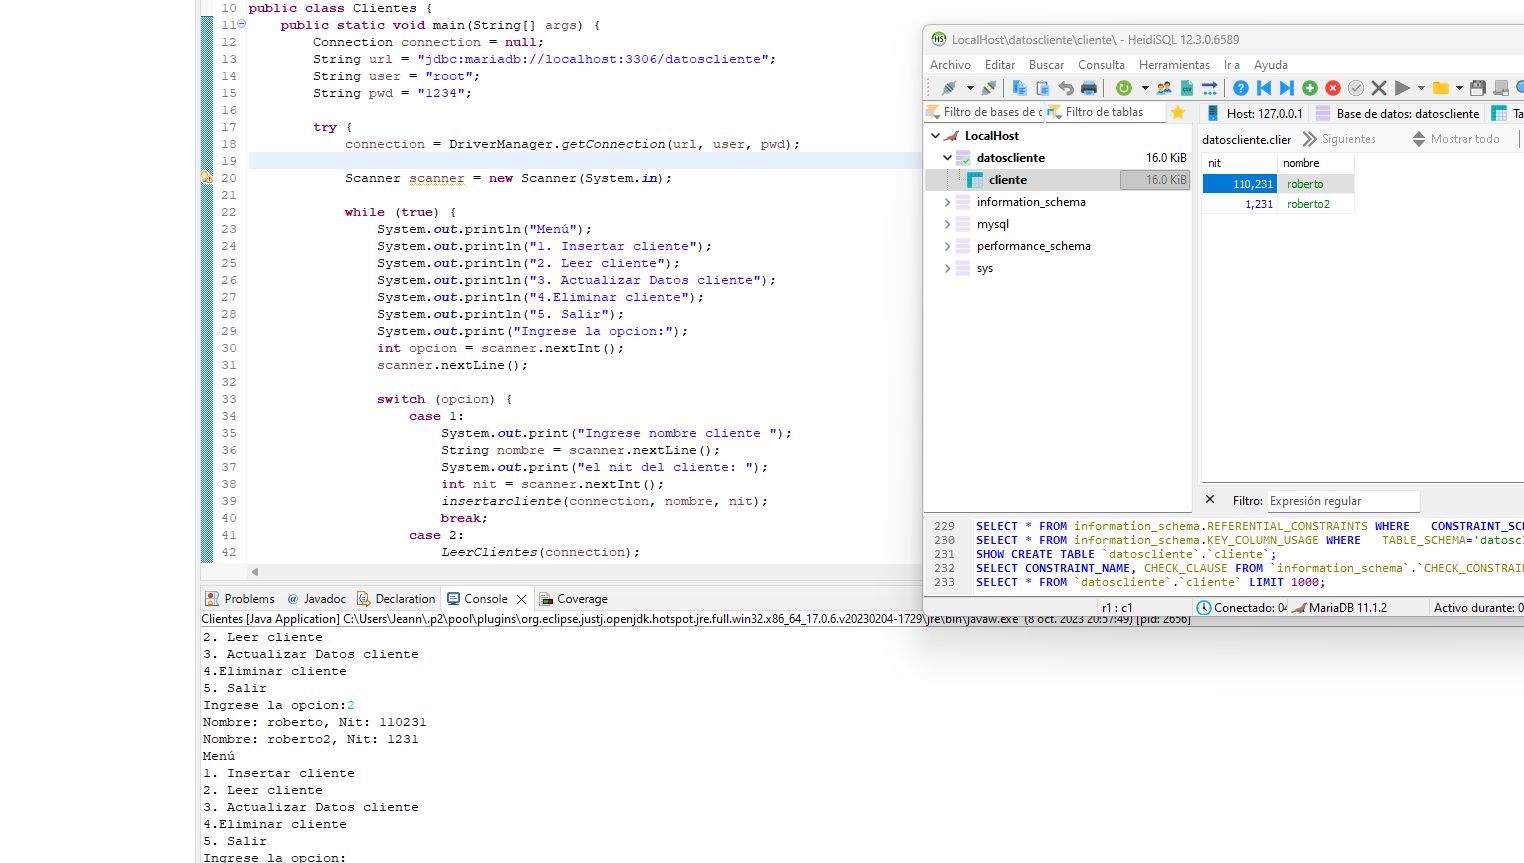 10 public class Clientes {
11 public static void main(String[] args) {
12 Connection connection = null;
13 String url = "jdbc:mariadb://localhost:3306/datoscliente";
14 String user = "root";
15 String pwd = "1234";
16
17 try {
18 connection = DriverManager.getConnection(url, user, pwd);
19
20 Scanner scanner = new Scanner(System.in);
21
22 while (true) {
23 System.out.println("Menú");
24 System.out.println("1. Insertar cliente");
25 System.out.println("2. Leer cliente");
26 System.out.println("3. Actualizar Datos cliente");
27 System.out.println("4.Eliminar cliente");
28 System.out.println("5. Salir");
29 System.out.print("Ingrese la opcion:");
30 int opcion = scanner.nextInt();
31 scanner.nextLine();
32
33 switch (opcion) {
34 case 1:
35 System.out.print("Ingrese nombre cliente ");
36 String nombre = scanner.nextLine();
37 System.out.print("el nit del cliente: ");
38 int nit = scanner.nextInt();
39 insertarcliente(connection, nombre, nit);
40 break;
41 case 2:
42 LeerClientes(connection);
Problems Javadoc Declaration Console Coverage
Clientes [Java Application] C:\Users\Jeann\.p2\pool\plugins\org.eclipse.justj.openjdk.hotspot.jre.full.win32.x86_64_17.0.6.v20230204-1729\jre\bin\javaw.exe (8 oct. 2023 20:57:49) [pid: 2656]
2. Leer cliente
3. Actualizar Datos cliente
4.Eliminar cliente
5. Salir
Ingrese la opcion:2
Nombre: roberto, Nit: 110231
Nombre: roberto2, Nit: 1231
Menú
1. Insertar cliente
2. Leer cliente
3. Actualizar Datos cliente
4.Eliminar cliente
5. Salir
Ingrese la opcion:
HS LocalHost\datoscliente\cliente\ - HeidiSQL 12.3.0.6589
Archivo Editar Buscar Consulta Herramientas Ir a Ayuda
Filtro de bases de Filtro de tablas
Host: 127.0.0.1 Base de datos: datoscliente Ta
LocalHost
datoscliente 16.0 KiB
cliente 16.0 KiB
information_schema
mysql
performance_schema
sys
datoscliente.clier Siguientes Mostrar todo
nit nombre
110,231 roberto
1,231 roberto2
Filtro: Expresión regular
229 SELECT * FROM information_schema.REFERENTIAL_CONSTRAINTS WHERE CONSTRAINT_SC
230 SELECT * FROM information_schema.KEY_COLUMN_USAGE WHERE TABLE_SCHEMA='datosc
231 SHOW CREATE TABLE `datoscliente`.`cliente`;
232 SELECT CONSTRAINT_NAME, CHECK_CLAUSE FROM `information_schema`.`CHECK_CONSTRAIN
233 SELECT * FROM `datoscliente`.`cliente` LIMIT 1000;
r1 : c1 Conectado: 04 MariaDB 11.1.2 Activo durante: 0